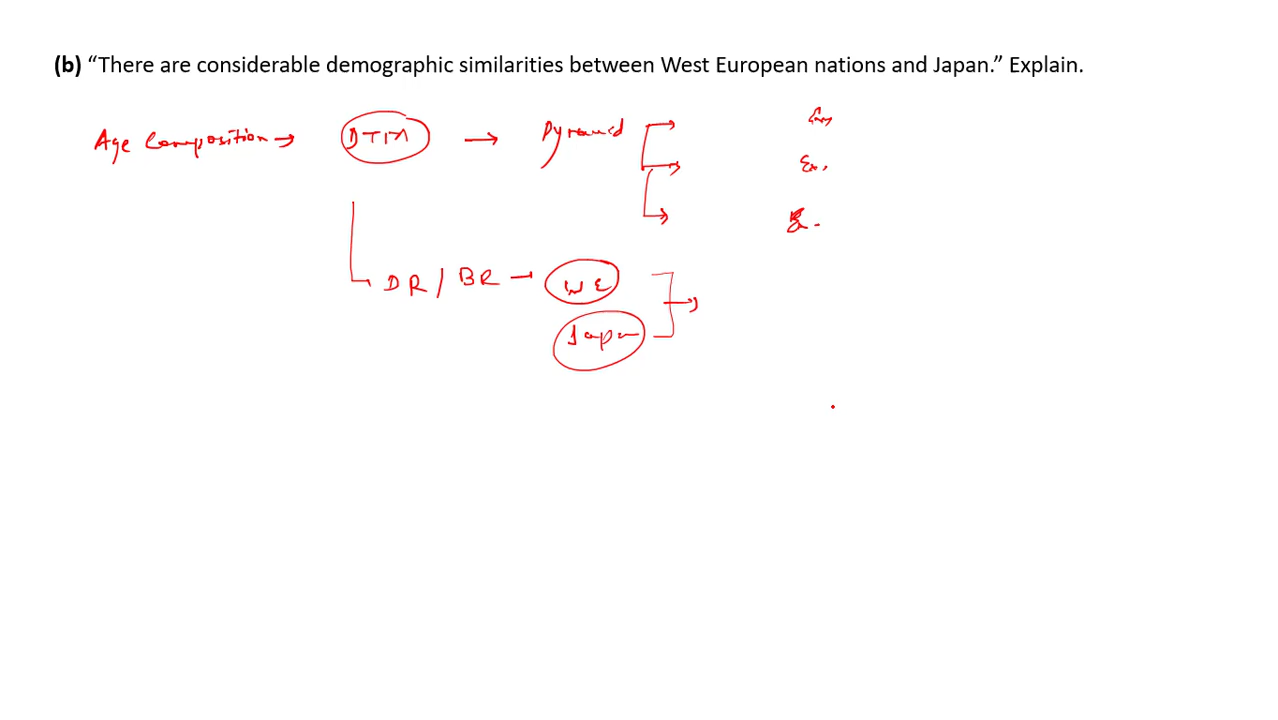 (b) “There are considerable demographic similarities between West European nations and Japan.” Explain.
Age Composition → DTM → Pyramid
Ex.
DR / BR - WE
Japan